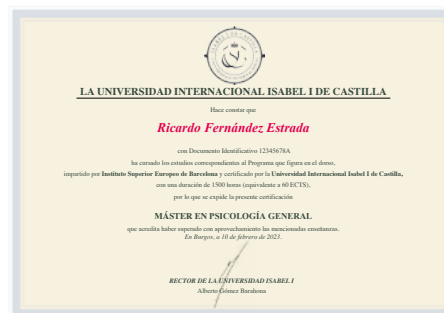 LA UNIVERSIDAD INTERNACIONAL ISABEL I DE CASTILLA
Hace constar que
Ricardo Fernández Estrada
con Documento Identificativo 12345678A
ha cursado los estudios correspondientes al Programa que figura en el dorso,
impartido por Instituto Superior Europeo de Barcelona y certificado por la Universidad Internacional Isabel I de Castilla,
con una duración de 1500 horas (equivalente a 60 ECTS),
por lo que se expide la presente certificación
MÁSTER EN PSICOLOGÍA GENERAL
que acredita haber superado con aprovechamiento las mencionadas enseñanzas.
En Burgos, a 10 de febrero de 2023.
RECTOR DE LA UNIVERSIDAD ISABEL I
Alberto Gómez Barahona